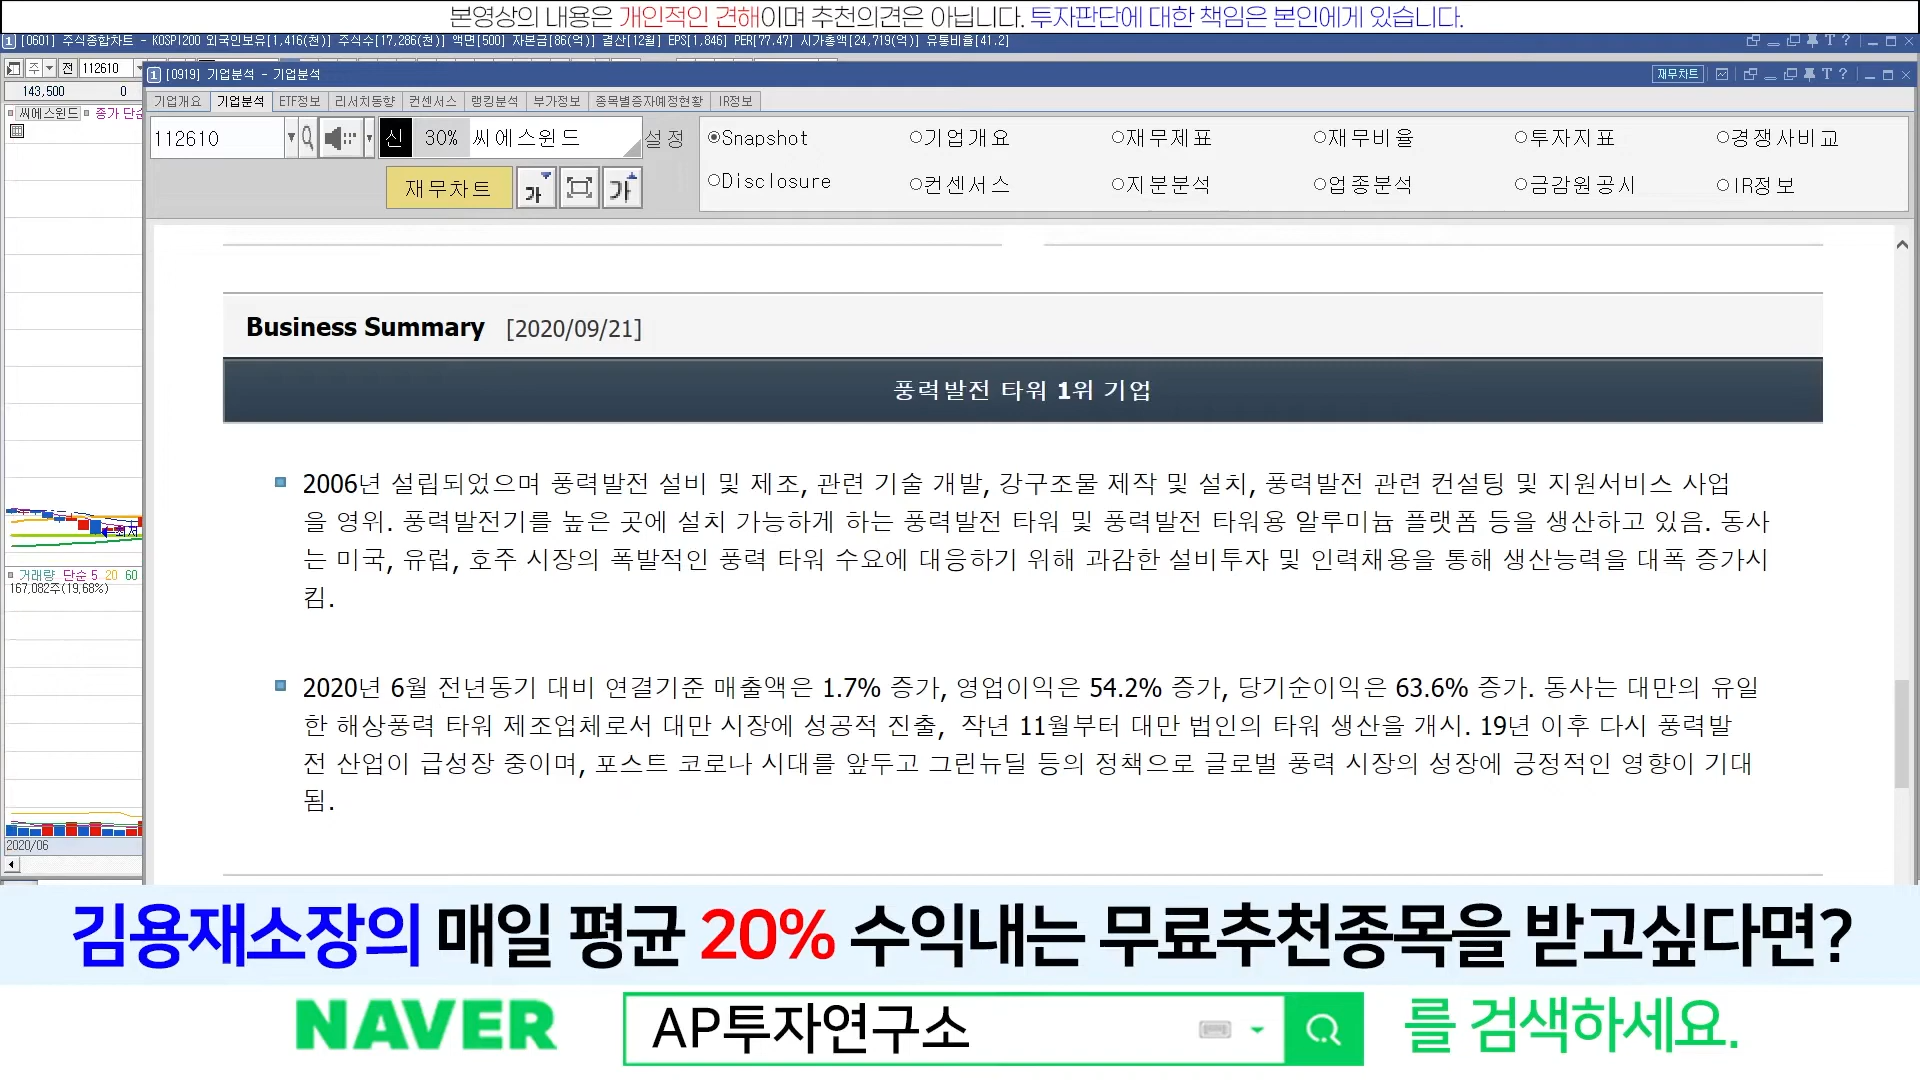 본영상의 내용은 개인적인 견해이며 추천의견은 아닙니다. 투자판단에 대한 책임은 본인에게 있습니다.
1 [0601] 주식종합차트 - KOSPI200 외국인보유[1,416(천)] 주식수[17,286(천)] 액면[500] 자본금[86(억)] 결산[12월] EPS[1,846] PER[77.47] 시가총액[24,719(억)] 유통비율[41.2]
주 전 112610
1 [0919] 기업분석 - 기업분석 재무차트
143,500 0
기업개요 기업분석 ETF정보 리서치동향 컨센서스 랭킹분석 부가정보 종목별증자예정현황 IR정보
씨에스윈드 종가 단순
112610 신 30% 씨에스윈드 설정
Snapshot 기업개요 재무제표 재무비율 투자지표 경쟁사비교
재무차트 가 가
Disclosure 컨센서스 지분분석 업종분석 금감원공시 IR정보
Business Summary [2020/09/21]
풍력발전 타워 1위 기업
2006년 설립되었으며 풍력발전 설비 및 제조, 관련 기술 개발, 강구조물 제작 및 설치, 풍력발전 관련 컨설팅 및 지원서비스 사업
을 영위. 풍력발전기를 높은 곳에 설치 가능하게 하는 풍력발전 타워 및 풍력발전 타워용 알루미늄 플랫폼 등을 생산하고 있음. 동사
는 미국, 유럽, 호주 시장의 폭발적인 풍력 타워 수요에 대응하기 위해 과감한 설비투자 및 인력채용을 통해 생산능력을 대폭 증가시
킴.
최저
거래량 단순 5 20 60
167,082주(19,68%)
2020년 6월 전년동기 대비 연결기준 매출액은 1.7% 증가, 영업이익은 54.2% 증가, 당기순이익은 63.6% 증가. 동사는 대만의 유일
한 해상풍력 타워 제조업체로서 대만 시장에 성공적 진출, 작년 11월부터 대만 법인의 타워 생산을 개시. 19년 이후 다시 풍력발
전 산업이 급성장 중이며, 포스트 코로나 시대를 앞두고 그린뉴딜 등의 정책으로 글로벌 풍력 시장의 성장에 긍정적인 영향이 기대
됨.
2020/06
김용재소장의 매일 평균 20% 수익내는 무료추천종목을 받고싶다면?
NAVER AP투자연구소 를 검색하세요.